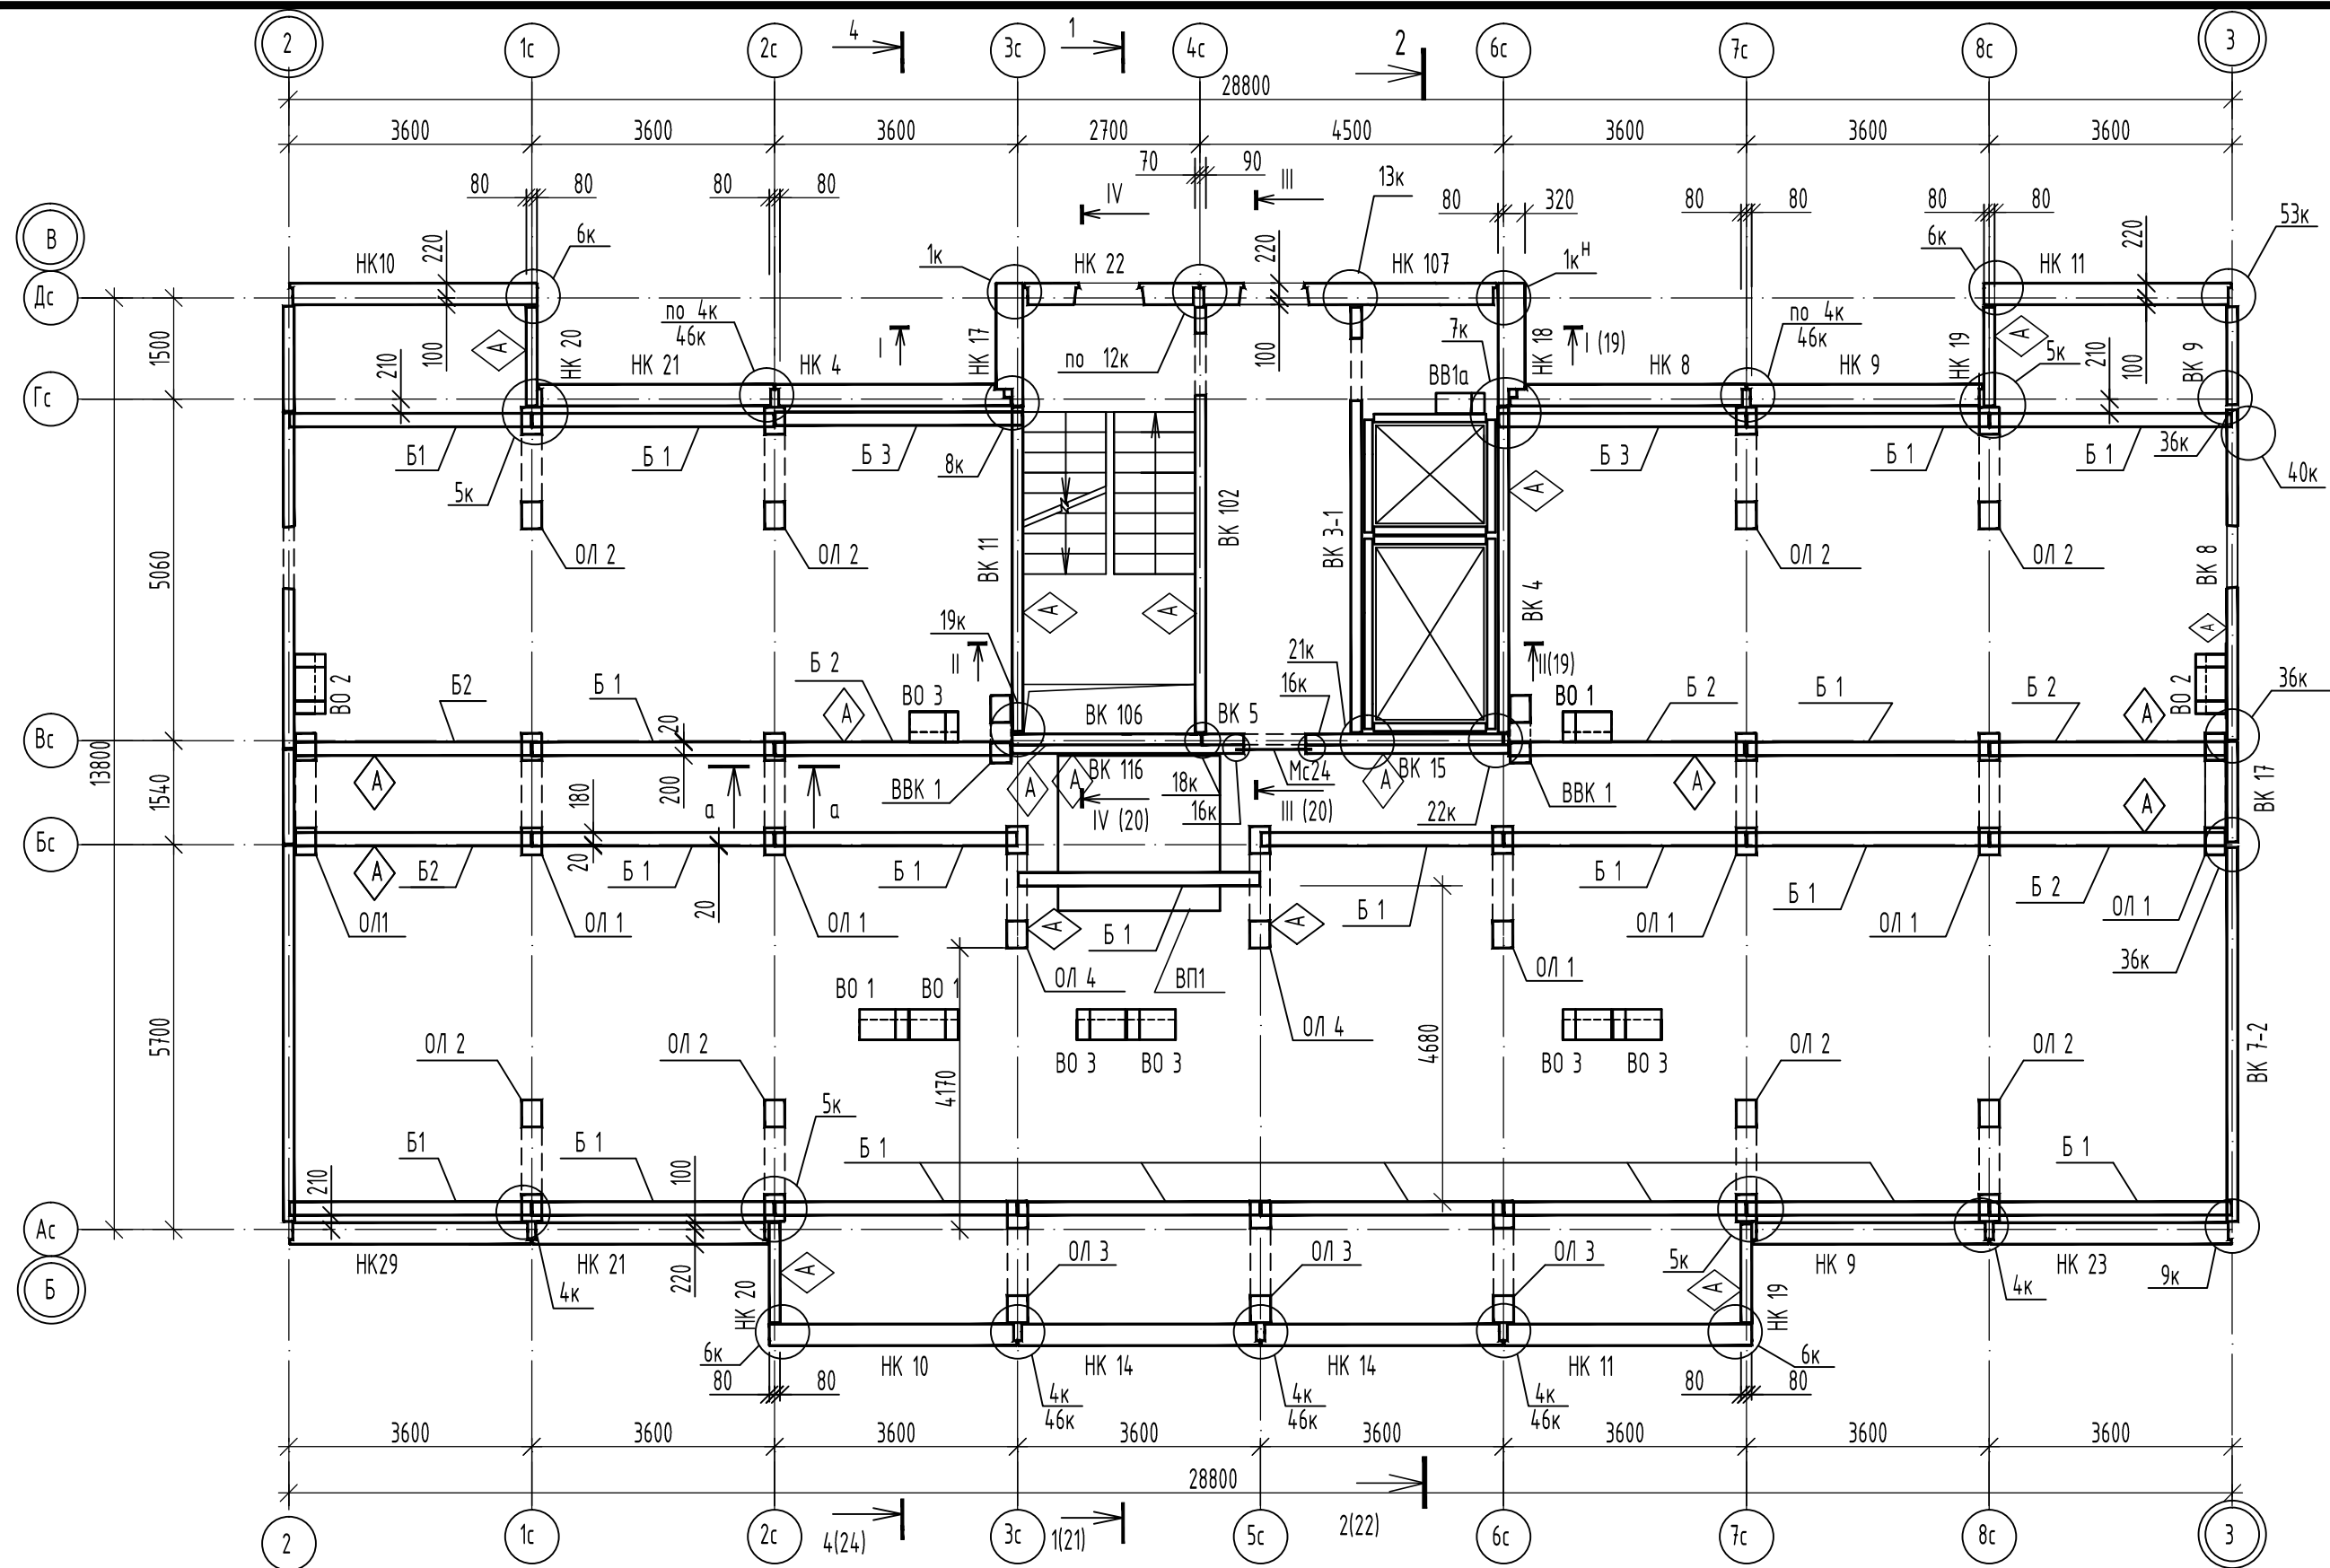 2 1с 2с 4 3с 1 4с 2 6с 7с 8с 3
28800
3600 3600 3600 2700 4500 3600 3600 3600
70 90
80 80 80 80 IV III 13к 80 320 80 80 80 80
В НК10 220 6к 1к НК 22 220 НК 107 1кН 6к НК 11 220 53к
Дс
1500 210 100 А НК 20 по 4к
46к
НК 21 НК 4 I НК 17 по 12к 100 7к НК 18 I (19) по 4к
46к
НК 8 НК 9 НК 19 А 5к 210 100 ВК 9
Гс ВВ1а
Б1 Б 1 Б 3 8к Б 3 Б 1 Б 1 36к
5к А 40к
5060 ОЛ 2 ОЛ 2 ВК 11 ВК 102 ВК 3-1 ВК 4 ОЛ 2 ОЛ 2 ВК 8
А А А
19к 21к
II II(19)
ВО 2 Б2 Б 1 Б 2 ВО 3 16к ВО 1 Б 2 Б 1 Б 2 ВО 2 36к
А ВК 106 ВК 5 А
Вс 20
13800 1540
А 180 200 а а ВВК 1 А А ВК 116 18к Мс24 А ВК 15 ВВК 1 А А ВК 17
IV (20) 16к III (20) 22к
Бс
А Б2 20 Б 1 20 Б 1 Б 1 Б 1 Б 2
Б 1
ОЛ1 ОЛ 1 ОЛ 1 А Б 1 А Б 1 ОЛ 1 ОЛ 1 ОЛ 1
ОЛ 4 ВП1 ОЛ 1 36к
ВО 1 ВО 1
5700 ОЛ 2 ОЛ 2 4170 ВО 3 ВО 3 ОЛ 4 4680 ВО 3 ВО 3 ОЛ 2 ОЛ 2 ВК 7-2
5к
Б1 Б 1 Б 1 Б 1
210 100
Ас
НК29 НК 21 220 А ОЛ 3 ОЛ 3 ОЛ 3 5к А НК 9 НК 23 9к
Б 4к НК 20 НК 19 4к
6к НК 10 НК 14 НК 14 НК 11 6к
80 80 4к
46к
4к
46к
4к
46к
80 80
3600 3600 3600 3600 3600 3600 3600 3600
28800
2 1с 2с 4(24) 3с 1(21) 5с 2(22) 6с 7с 8с 3